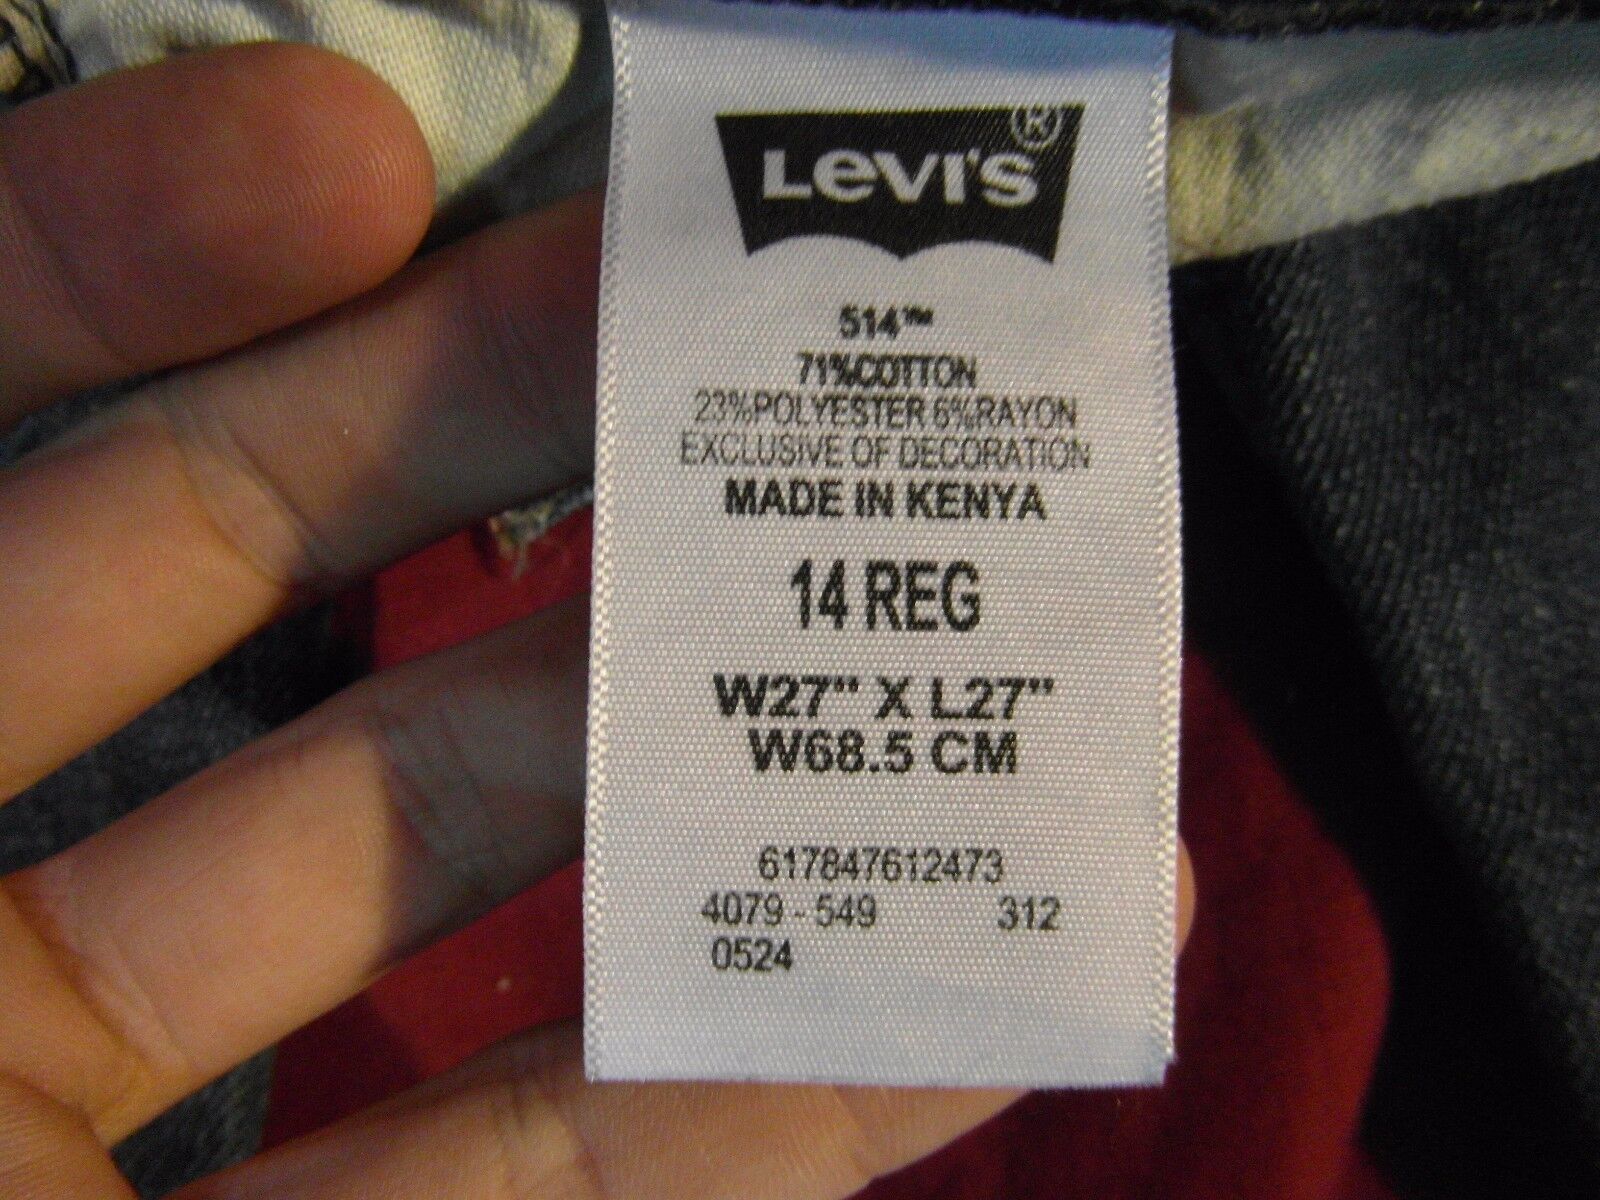 LEVI'S®
514™
71%COTTON
23%POLYESTER 6%RAYON
EXCLUSIVE OF DECORATION
MADE IN KENYA
14 REG
W27" X L27"
W68.5 CM
617847612473
4079 - 549 312
0524